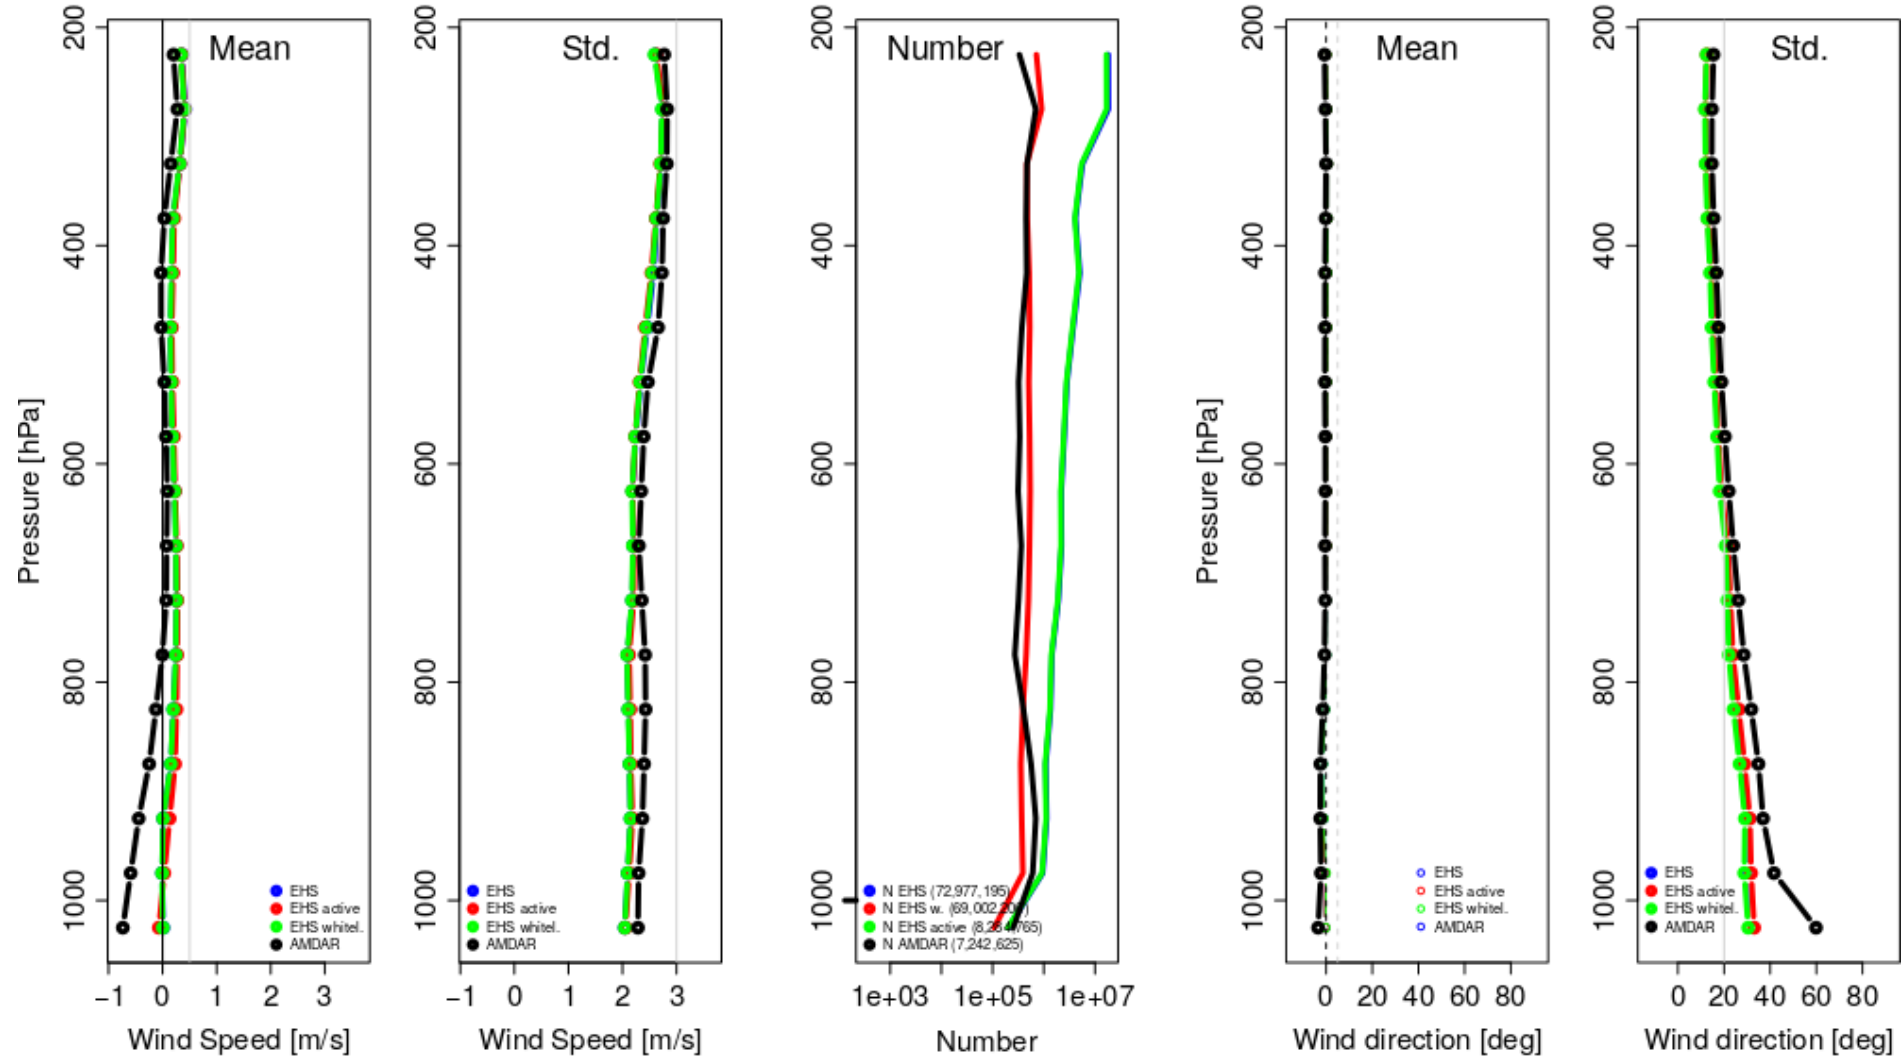 Mean
200
400
600
800
1000
Pressure [hPa]
EHS
EHS active
EHS whitel.
AMDAR
−1 0 1 2 3
Wind Speed [m/s]
Std.
200
400
600
800
1000
EHS
EHS active
EHS whitel.
AMDAR
−1 0 1 2 3
Wind Speed [m/s]
Number
200
400
600
800
1000
N EHS (72,977,195)
N EHS w.
N EHS active
N AMDAR (7,242,625)
1e+03 1e+05 1e+07
Number
Mean
200
400
600
800
1000
Pressure [hPa]
EHS
EHS active
EHS whitel.
AMDAR
0 20 40 60 80
Wind direction [deg]
Std.
200
400
600
800
1000
EHS
EHS active
EHS whitel.
AMDAR
0 20 40 60 80
Wind direction [deg]